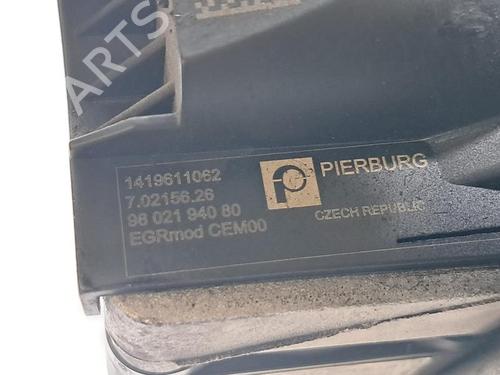 ARTS
1419611062
7.02156.26
98 021 940 80
EGRmod CEM00
PIERBURG
CZECH REPUBLIC